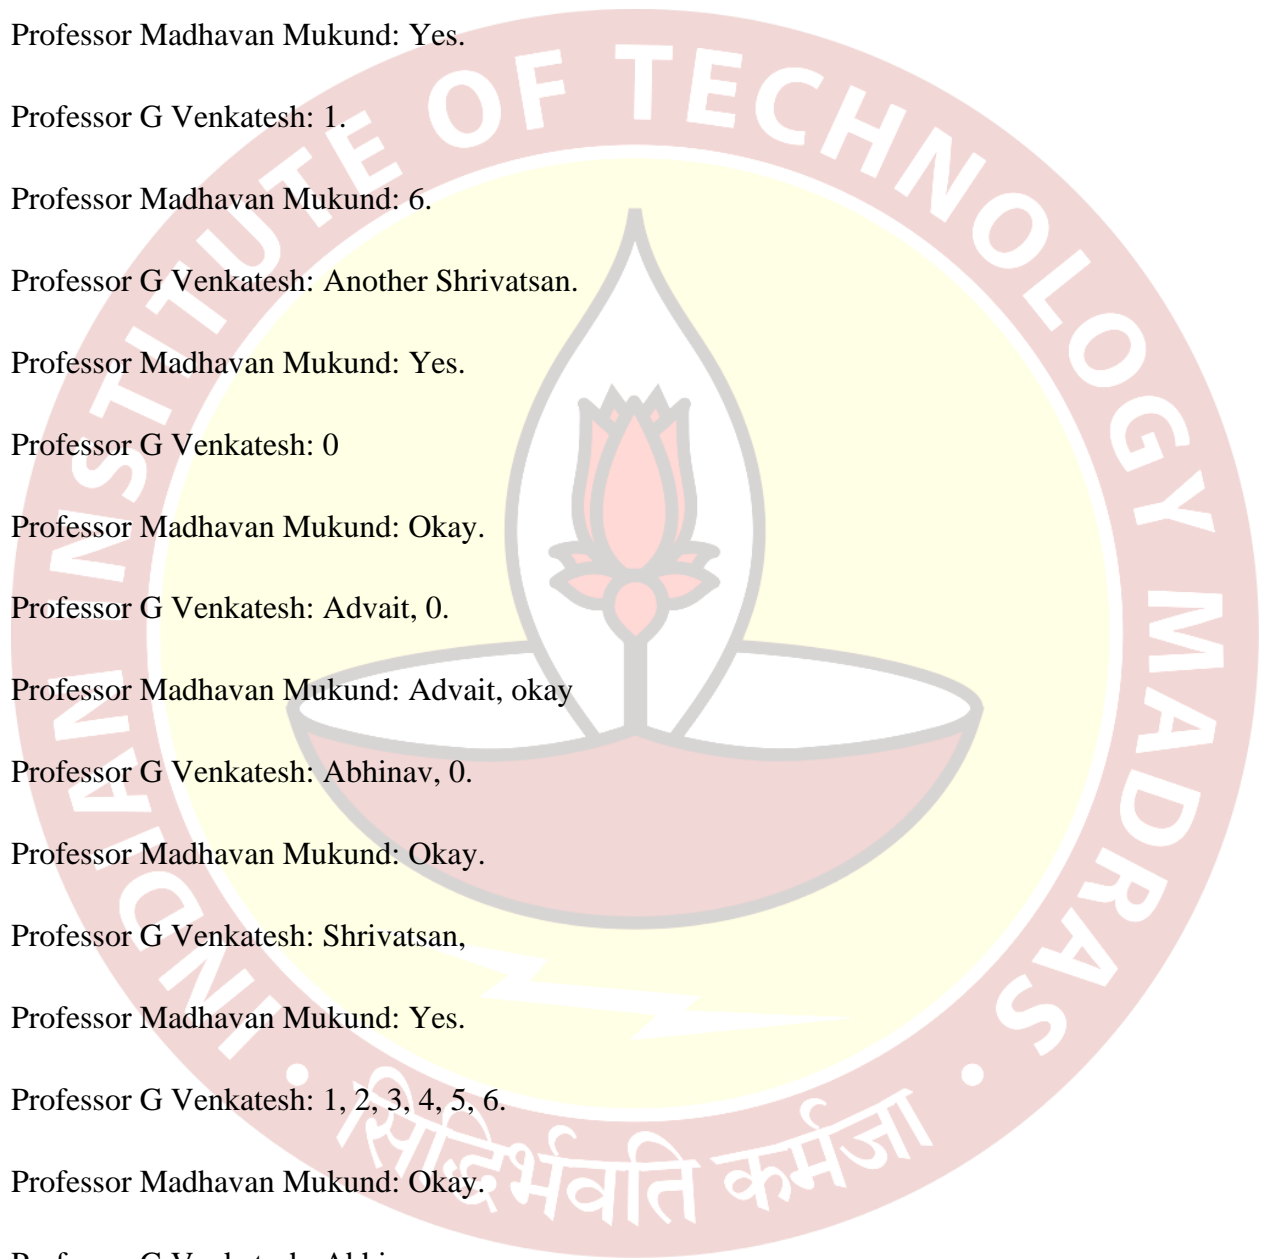 Professor Madhavan Mukund: Yes.
Professor G Venkatesh: 1.
Professor Madhavan Mukund: 6.
Professor G Venkatesh: Another Shrivatsan.
Professor Madhavan Mukund: Yes.
Professor G Venkatesh: 0
Professor Madhavan Mukund: Okay.
Professor G Venkatesh: Advait, 0.
Professor Madhavan Mukund: Advait, okay
Professor G Venkatesh: Abhinav, 0.
Professor Madhavan Mukund: Okay.
Professor G Venkatesh: Shrivatsan,
Professor Madhavan Mukund: Yes.
Professor G Venkatesh: 1, 2, 3, 4, 5, 6.
Professor Madhavan Mukund: Okay.
INDIAN INSTITUTE OF TECHNOLOGY MADRAS
सिद्धिर्भवति कर्मजा